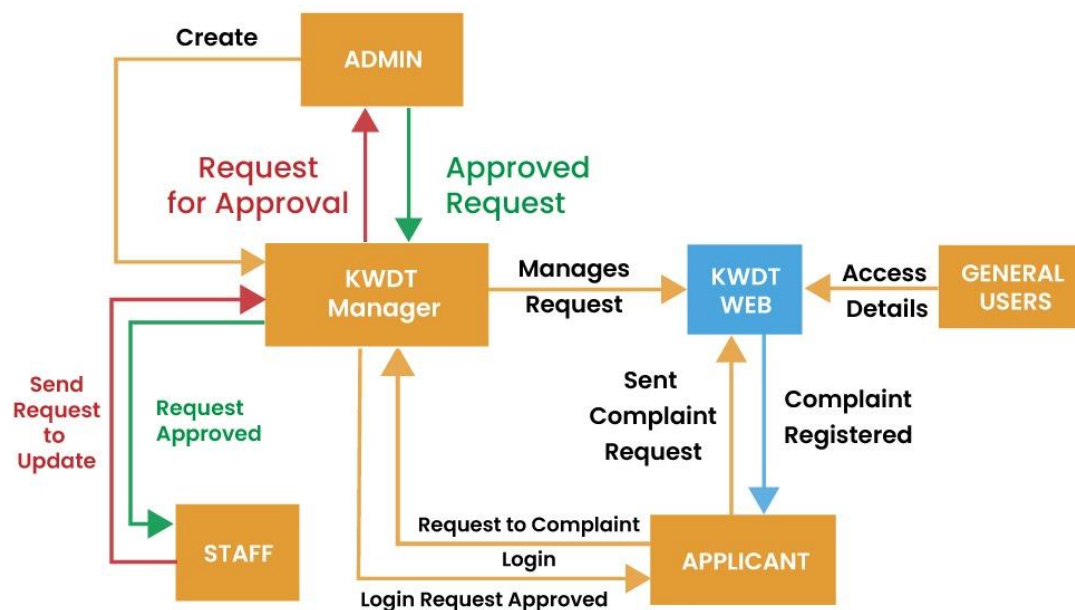 Create
ADMIN
Request
for Approval
Approved
Request
KWDT
Manager
Manages
Request
KWDT
WEB
Access
Details
GENERAL
USERS
Send
Request
to
Update
Request
Approved
Sent
Complaint
Request
Complaint
Registered
STAFF
Request to Complaint
Login
Login Request Approved
APPLICANT